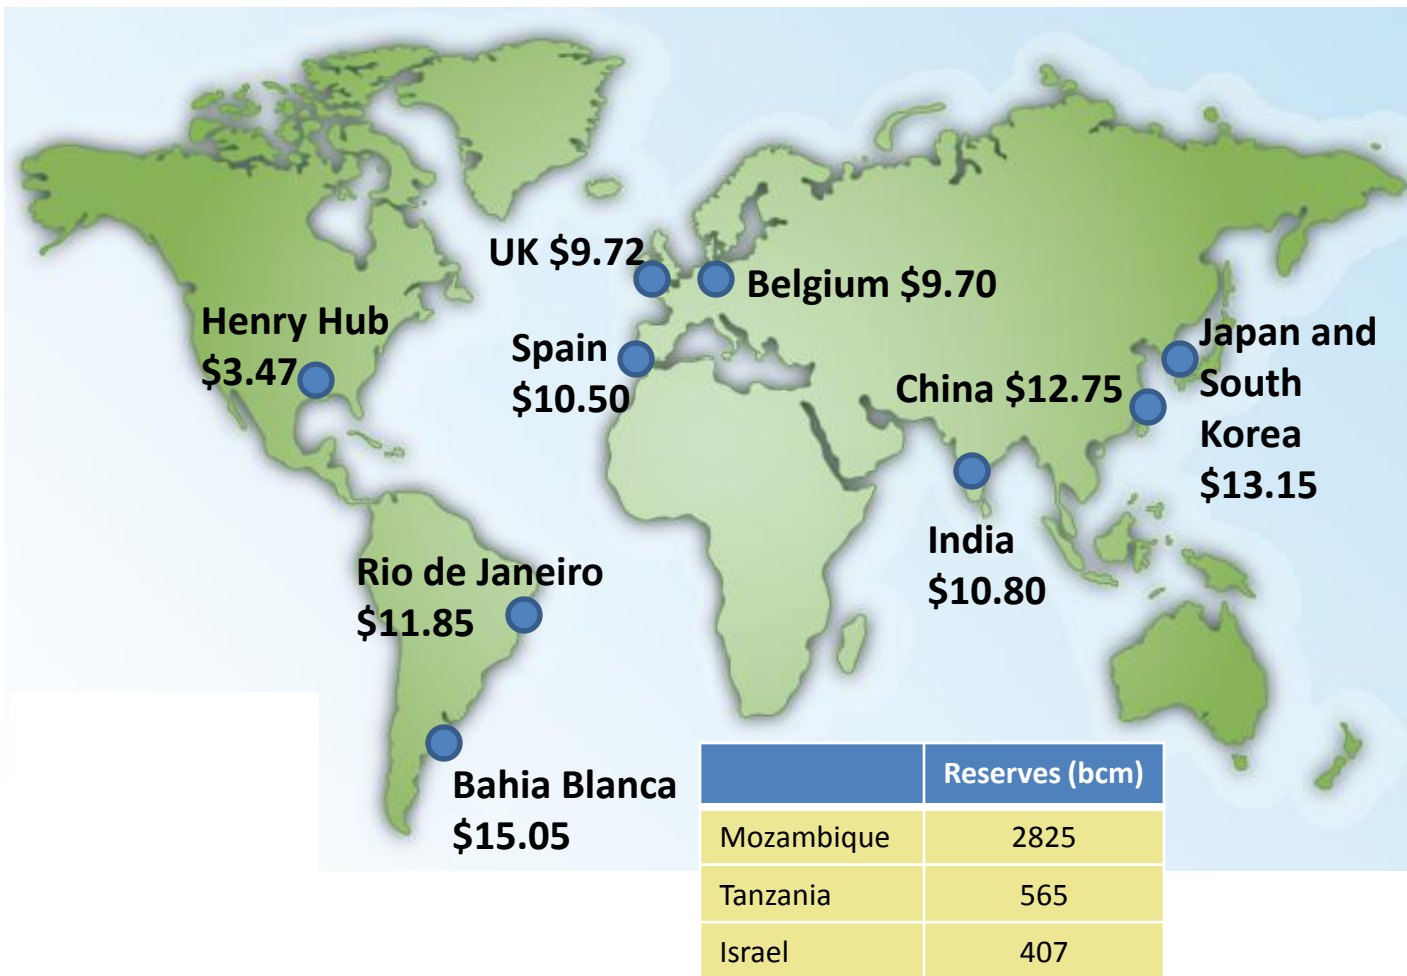 UK $9.72
Belgium $9.70
Henry Hub
$3.47
Spain
$10.50
Japan and
South
Korea
$13.15
China $12.75
India
$10.80
Rio de Janeiro
$11.85
Bahia Blanca
$15.05
Reserves (bcm)
Mozambique 2825
Tanzania 565
Israel 407